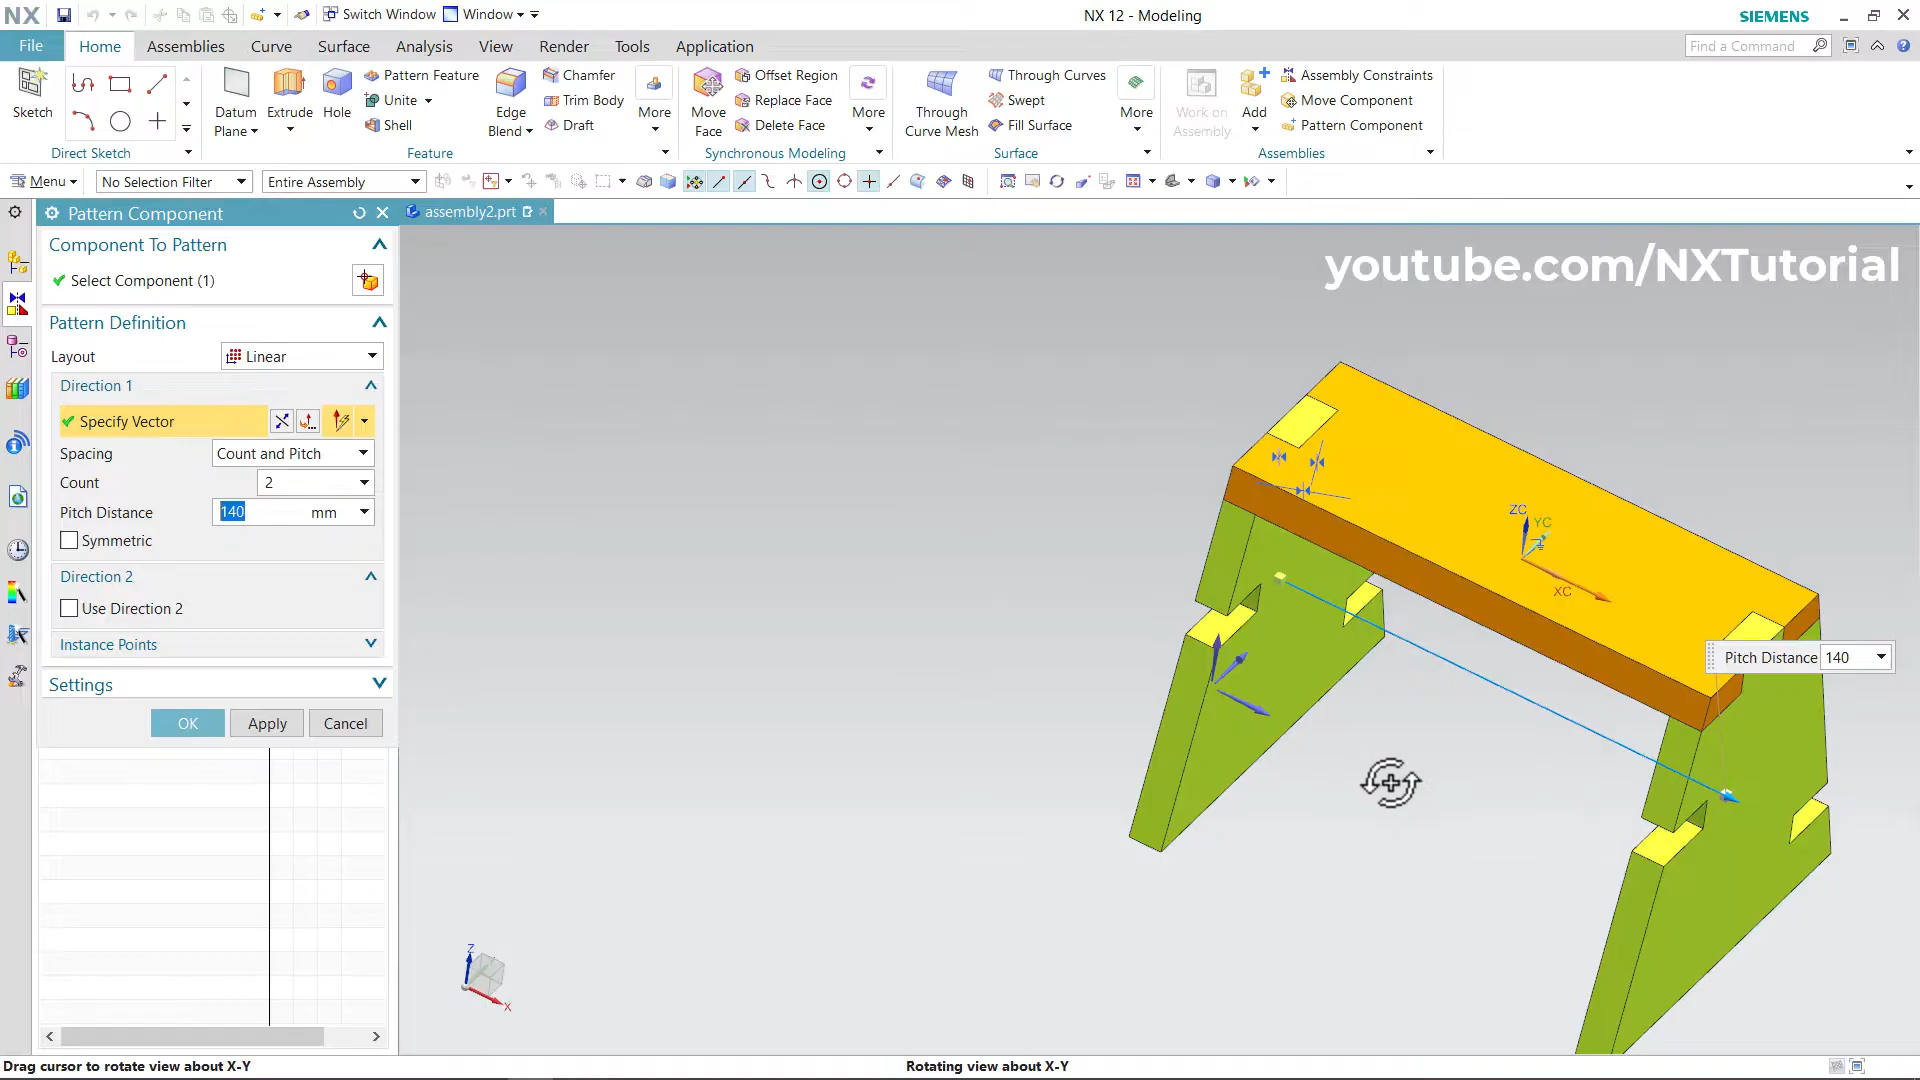 NX
Switch Window
Window
NX 12 - Modeling
SIEMENS
File
Home
Assemblies
Curve
Surface
Analysis
View
Render
Tools
Application
Find a Command
Sketch
Direct Sketch
Datum
Plane
Extrude
Hole
Pattern Feature
Unite
Shell
Edge
Blend
Chamfer
Trim Body
Draft
More
Feature
Move
Face
Offset Region
Replace Face
Delete Face
More
Synchronous Modeling
Through
Curve Mesh
Through Curves
Swept
Fill Surface
More
Surface
Work on
Assembly
Add
Assembly Constraints
Move Component
Pattern Component
Assemblies
Menu
No Selection Filter
Entire Assembly
Pattern Component
assembly2.prt
Component To Pattern
Select Component (1)
Pattern Definition
Layout
Linear
Direction 1
Specify Vector
Spacing
Count and Pitch
Count
2
Pitch Distance
140
mm
Symmetric
Direction 2
Use Direction 2
Instance Points
Settings
OK
Apply
Cancel
youtube.com/NXTutorial
ZC
YC
XC
Pitch Distance
140
Z
X
Drag cursor to rotate view about X-Y
Rotating view about X-Y